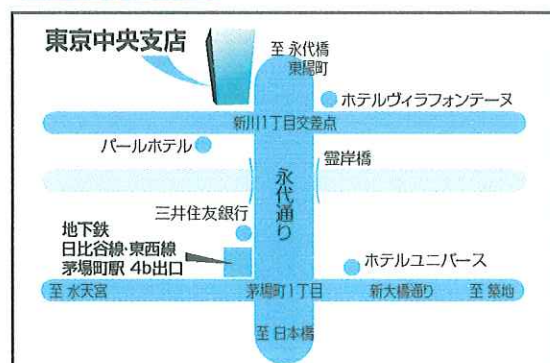 東京中央支店
至 永代橋
東陽町
ホテルヴィラフォンテーヌ
新川1丁目交差点
パールホテル
霊岸橋
永代通り
三井住友銀行
地下鉄
日比谷線・東西線
茅場町駅 4b出口
ホテルユニバース
至 水天宮
茅場町1丁目
新大橋通り
至 築地
至 日本橋